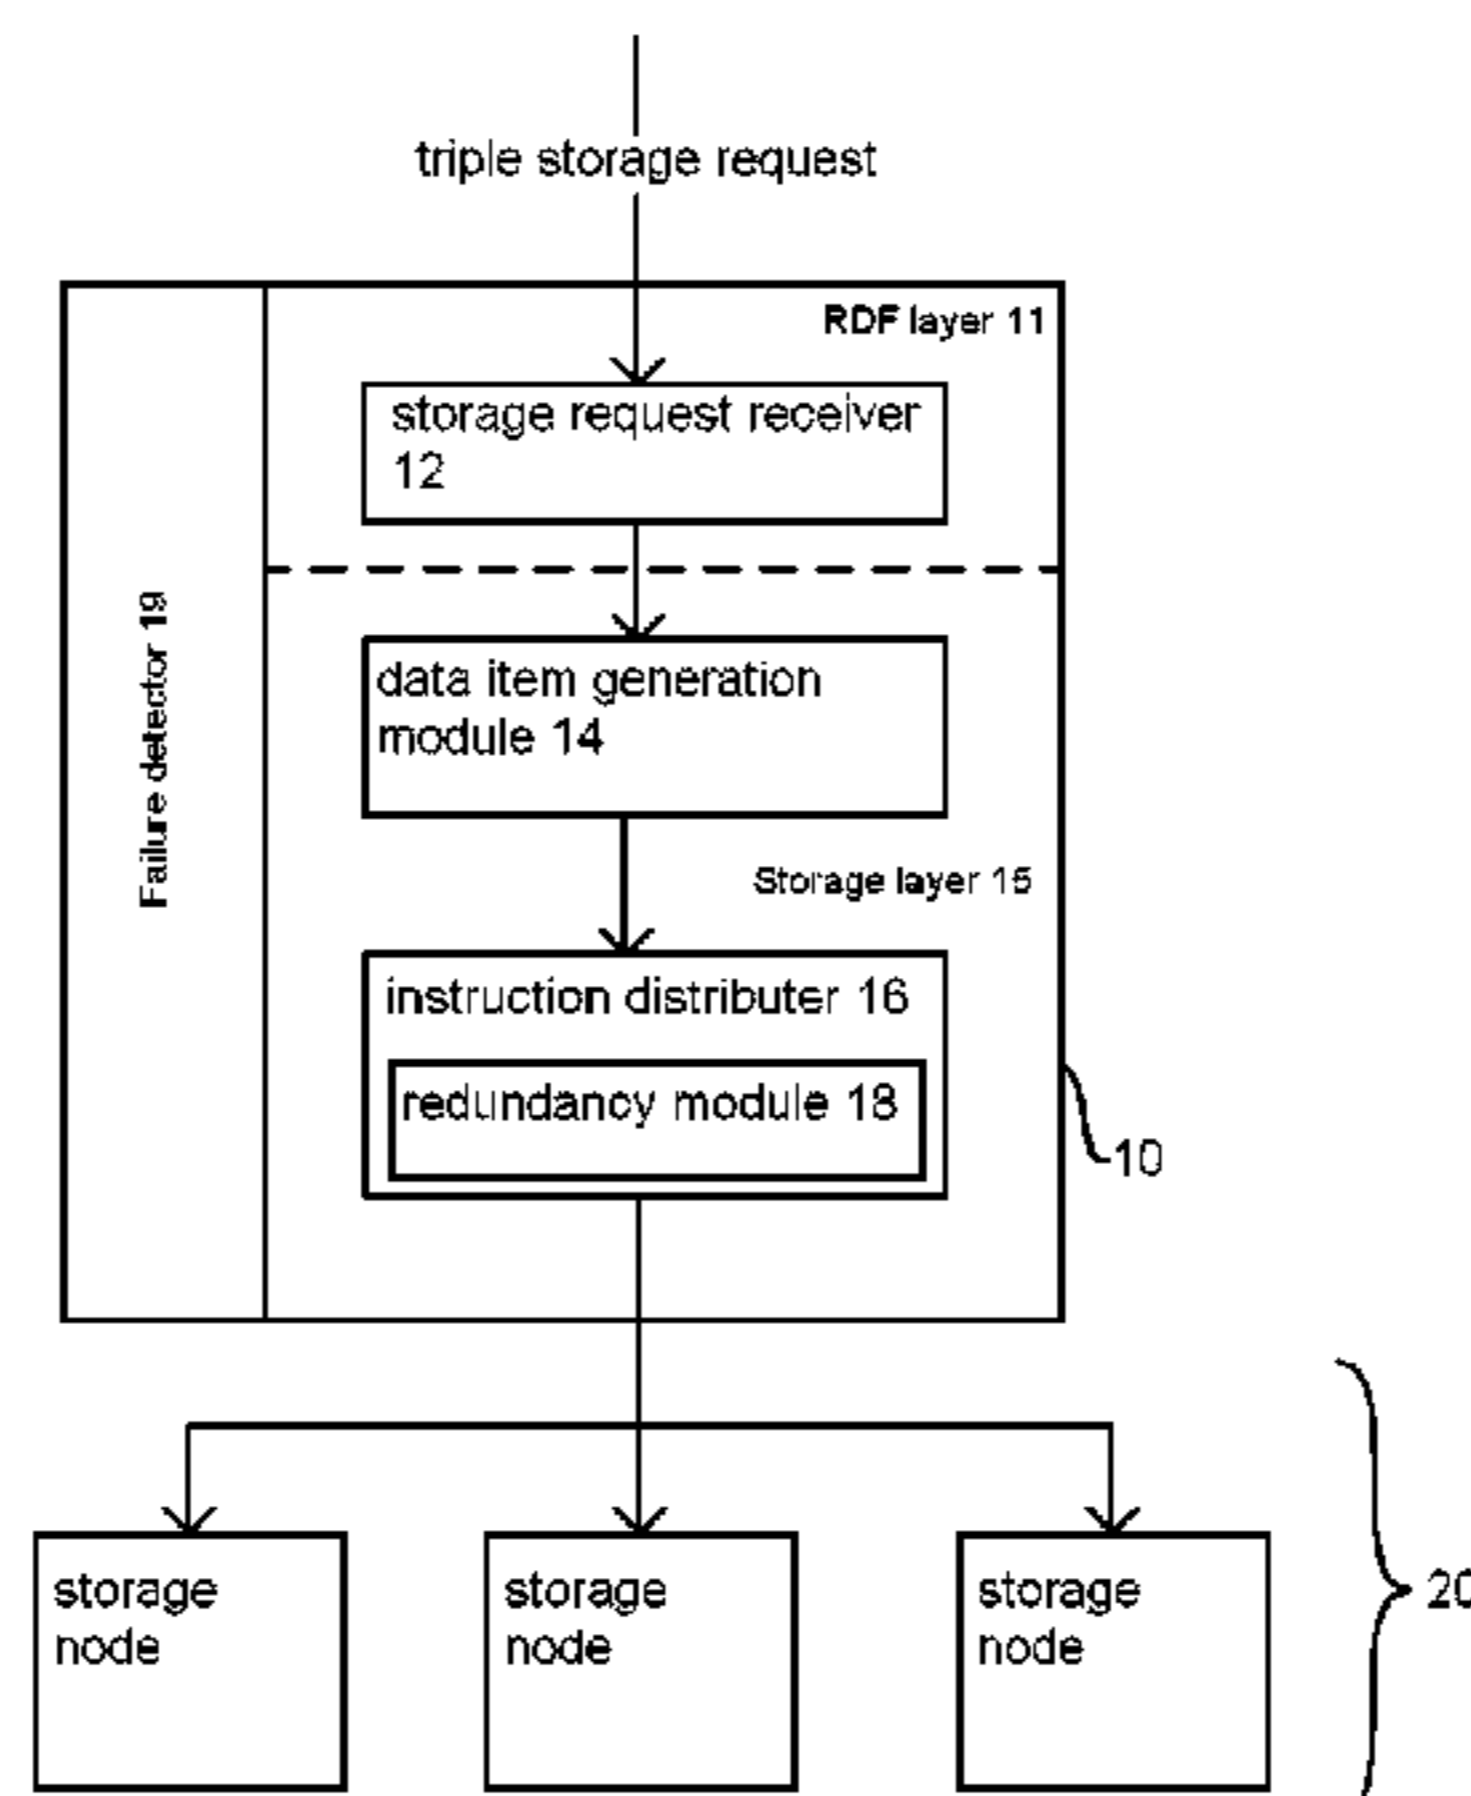 triple storage request
RDF layer 11
storage request receiver
12
Failure detector 19
data item generation
module 14
Storage layer 15
instruction distributer 16
redundancy module 18
10
storage
node
storage
node
storage
node
20